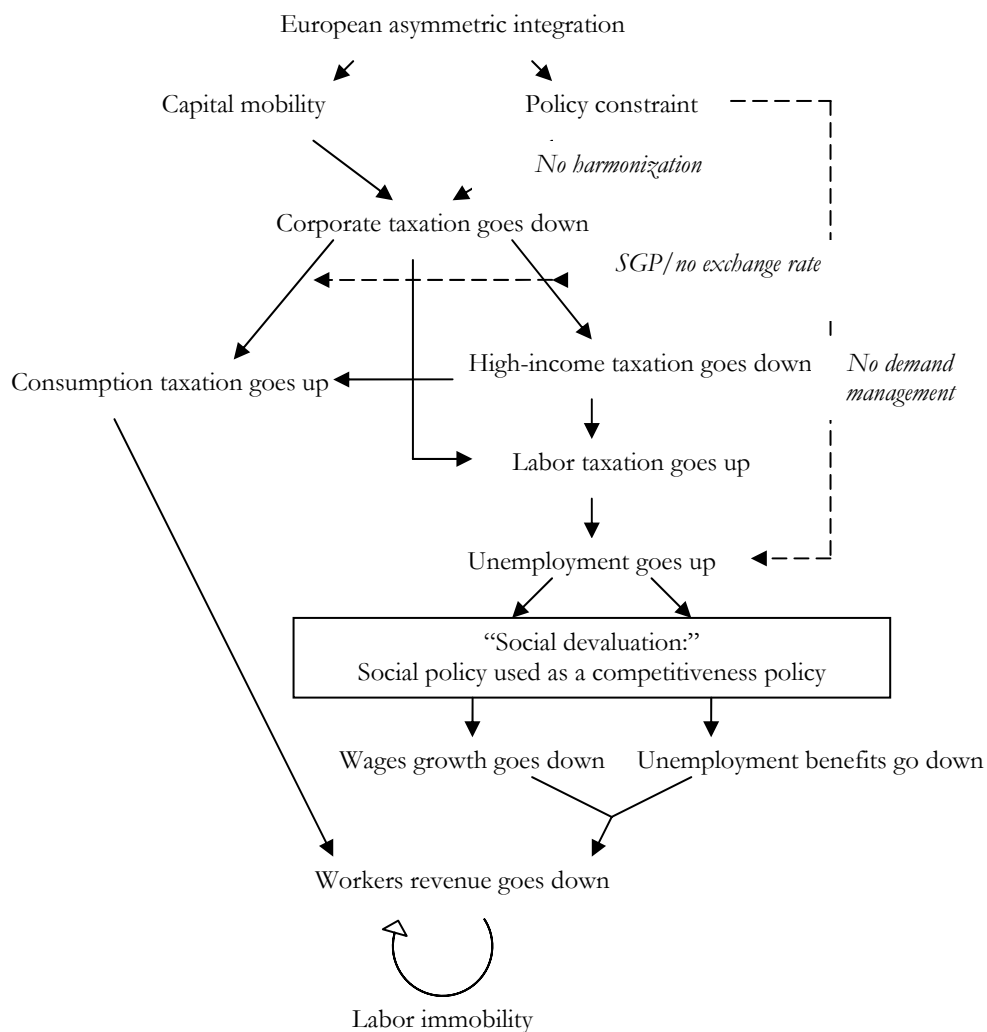 European asymmetric integration
Capital mobility
Policy constraint
No harmonization
Corporate taxation goes down
SGP/no exchange rate
High-income taxation goes down
No demand
management
Consumption taxation goes up
Labor taxation goes up
Unemployment goes up
“Social devaluation:”
Social policy used as a competitiveness policy
Wages growth goes down
Unemployment benefits go down
Workers revenue goes down
Labor immobility